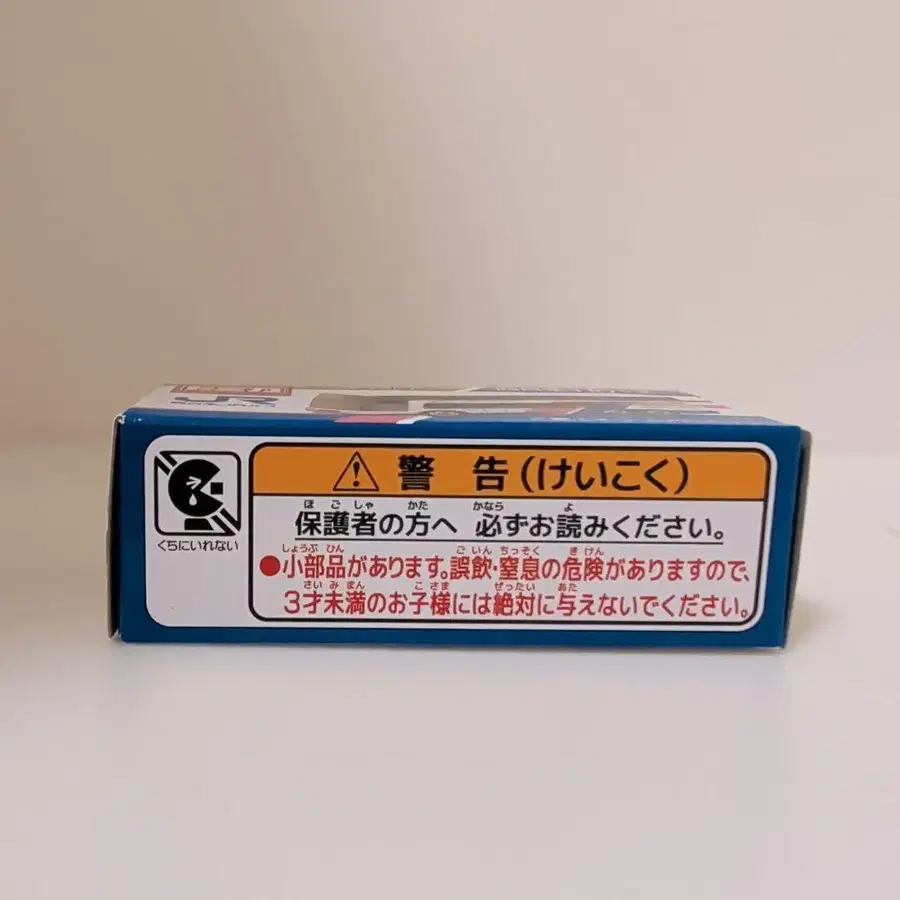 JR
警 告(けいこく)
くちにいれない
ほごしゃ かた かなら よ
保護者の方へ 必ずお読みください。
しょうぶひん ごいん ちっそく きけん
●小部品があります。誤飲・窒息の危険がありますので、
さいみまん こさま ぜったい あた
3才未満のお子様には絶対に与えないでください。